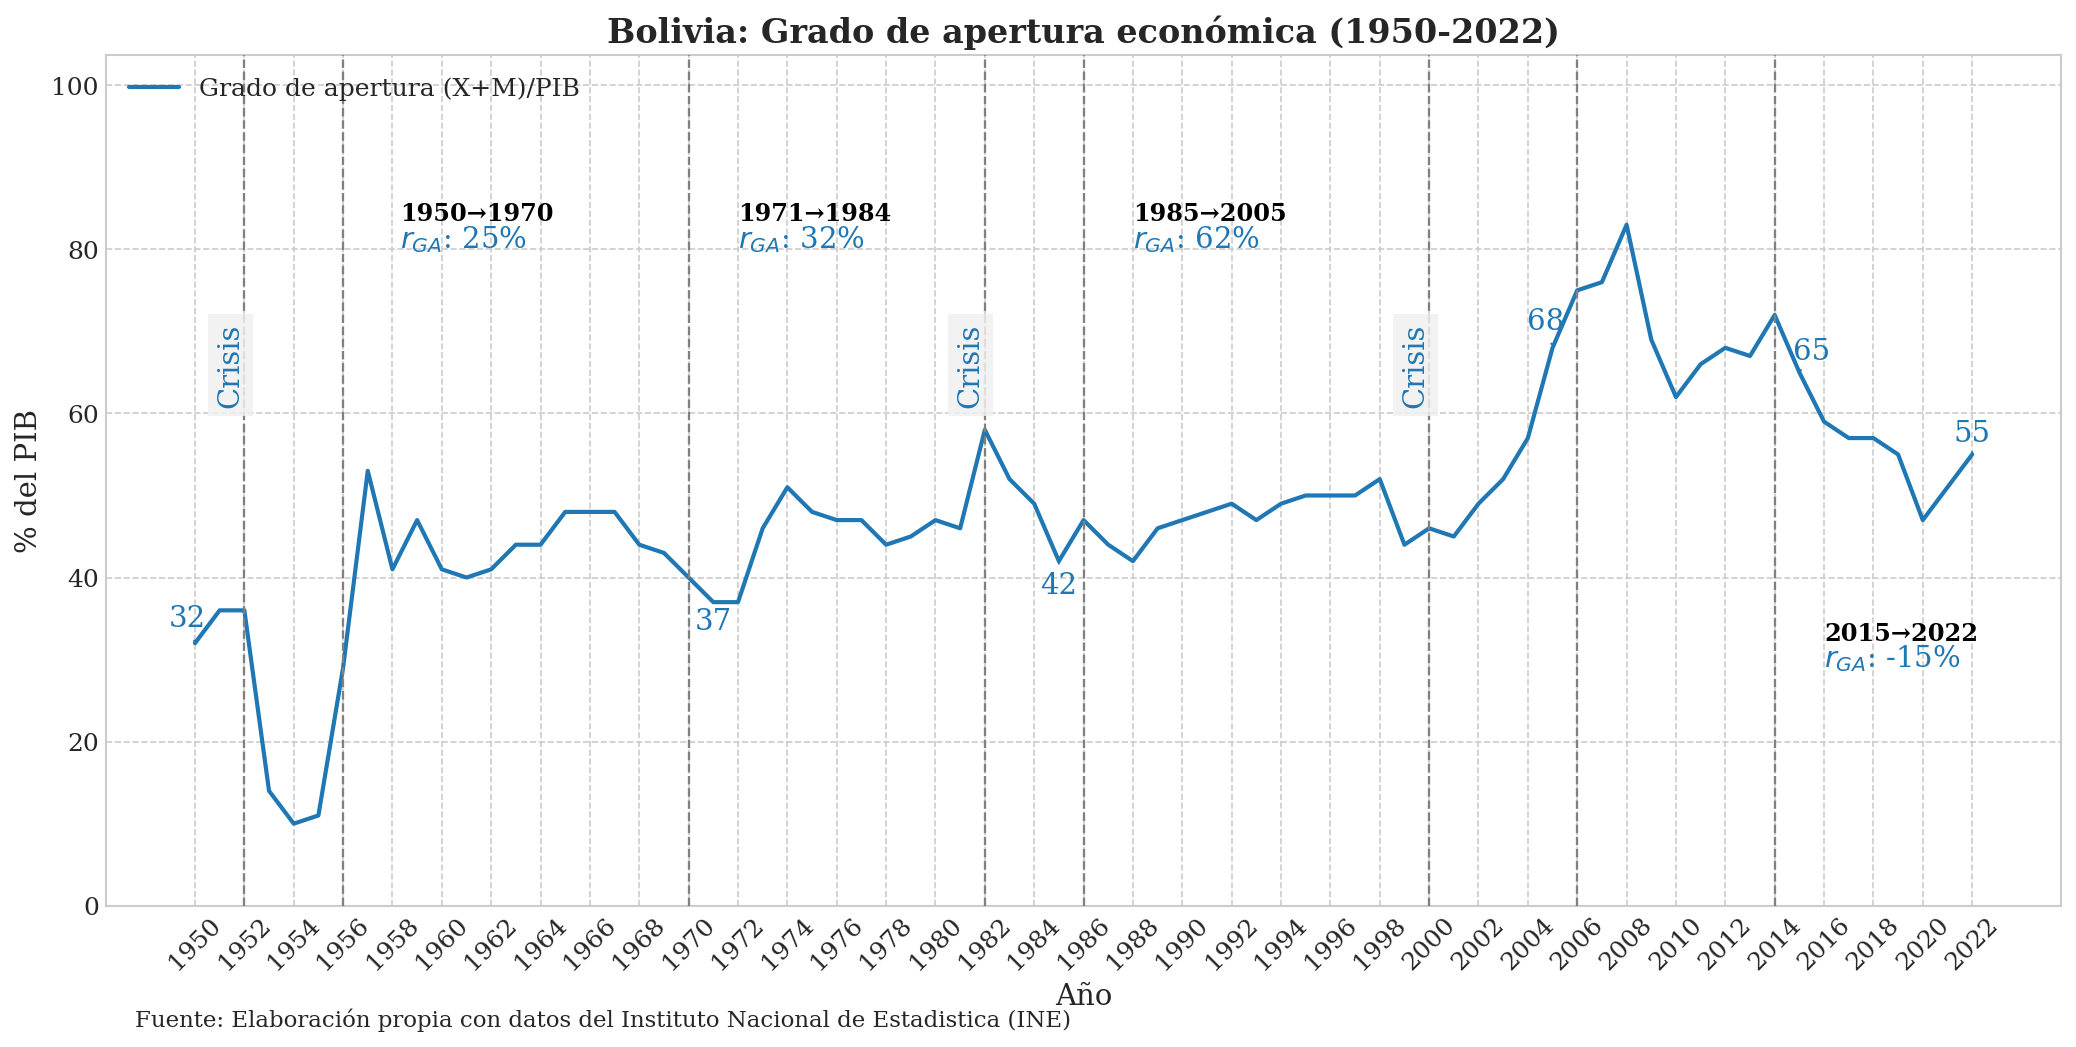 Bolivia: Grado de apertura económica (1950-2022)
Grado de apertura (X+M)/PIB
% del PIB
100
80
60
40
20
0
1950→1970
r_GA: 25%
1971→1984
r_GA: 32%
1985→2005
r_GA: 62%
2015→2022
r_GA: -15%
Crisis
Crisis
Crisis
32
37
42
68
65
55
1950 1952 1954 1956 1958 1960 1962 1964 1966 1968 1970 1972 1974 1976 1978 1980 1982 1984 1986 1988 1990 1992 1994 1996 1998 2000 2002 2004 2006 2008 2010 2012 2014 2016 2018 2020 2022
Año
Fuente: Elaboración propia con datos del Instituto Nacional de Estadistica (INE)